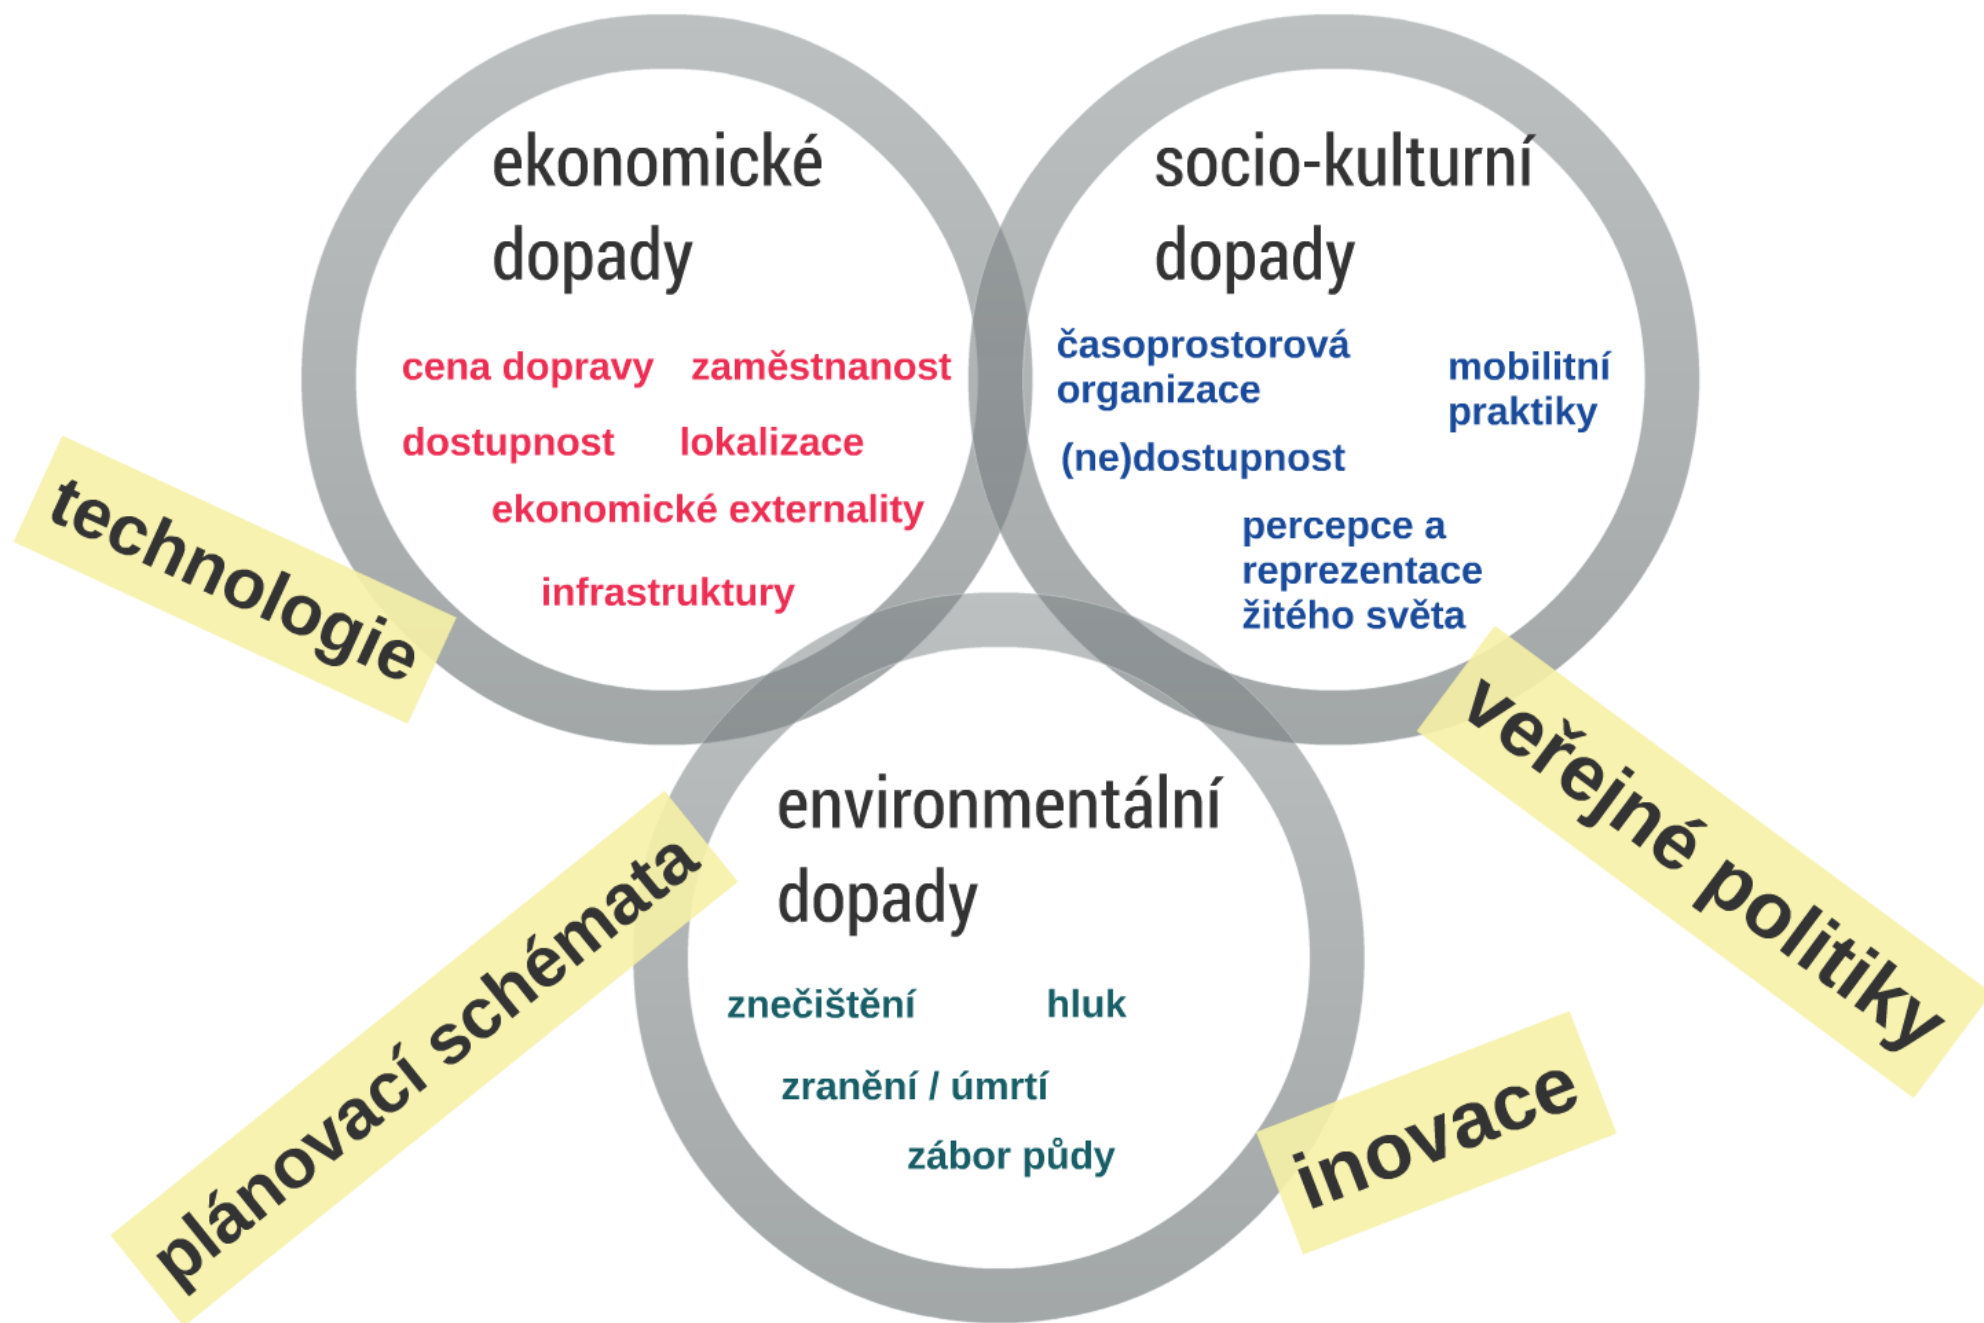 ekonomické
dopady
cena dopravy zaměstnanost
dostupnost lokalizace
ekonomické externality
infrastruktury
socio-kulturní
dopady
časoprostorová
organizace
mobilitní
praktiky
(ne)dostupnost
percepce a
reprezentace
žitého světa
technologie
veřejné politiky
environmentální
dopady
znečištění hluk
zranění / úmrtí
zábor půdy
plánovací schémata
inovace